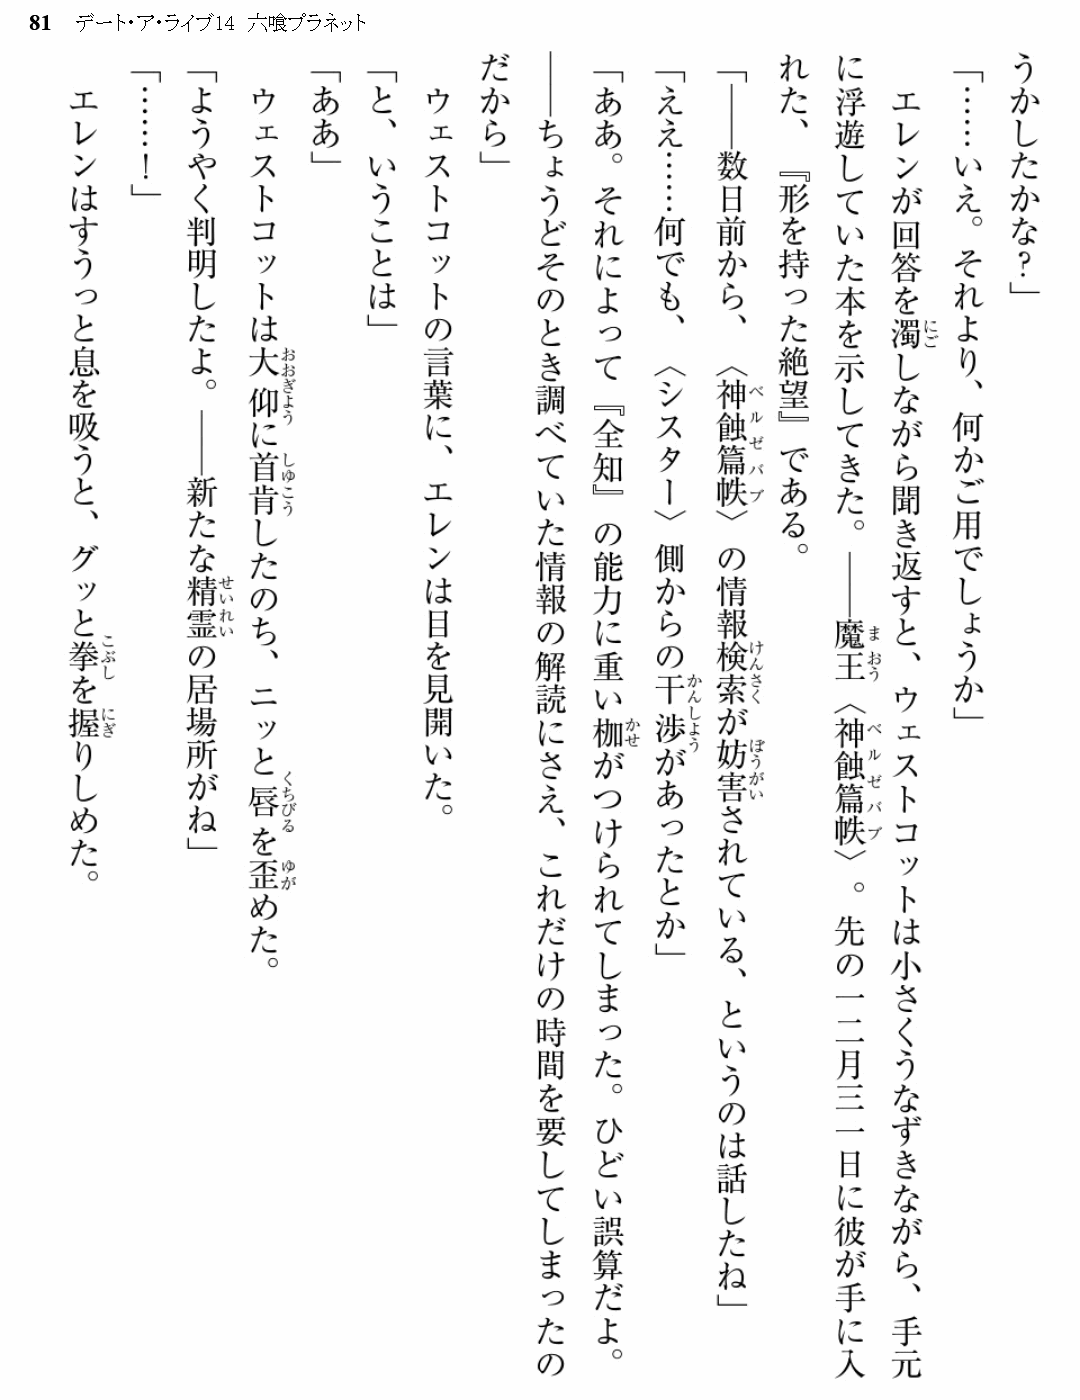 81　デート・ア・ライブ14　六喰プラネット
うかしたかな？」
「……いえ。それより、何かご用でしょうか」
　エレンが回答を濁しながら聞き返すと、ウェストコットは小さくうなずきながら、手元
に浮遊していた本を示してきた。――魔王〈神蝕篇帙〉。先の一二月三一日に彼が手に入
れた、『形を持った絶望』である。
「――数日前から、〈神蝕篇帙〉の情報検索が妨害されている、というのは話したね」
「ええ……何でも、〈シスター〉側からの干渉があったとか」
「ああ。それによって『全知』の能力に重い枷がつけられてしまった。ひどい誤算だよ。
――ちょうどそのとき調べていた情報の解読にさえ、これだけの時間を要してしまったの
だから」
　ウェストコットの言葉に、エレンは目を見開いた。
「と、いうことは」
「ああ」
　ウェストコットは大仰に首肯したのち、ニッと唇を歪めた。
「ようやく判明したよ。――新たな精霊の居場所がね」
「……！」
　エレンはすうっと息を吸うと、グッと拳を握りしめた。